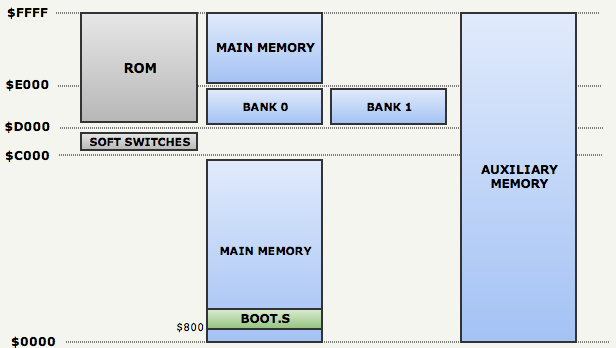 $FFFF
MAIN MEMORY
ROM
$E000
BANK 0
BANK 1
$D000
SOFT SWITCHES
$C000
AUXILIARY
MEMORY
MAIN MEMORY
BOOT.S
$800
$0000